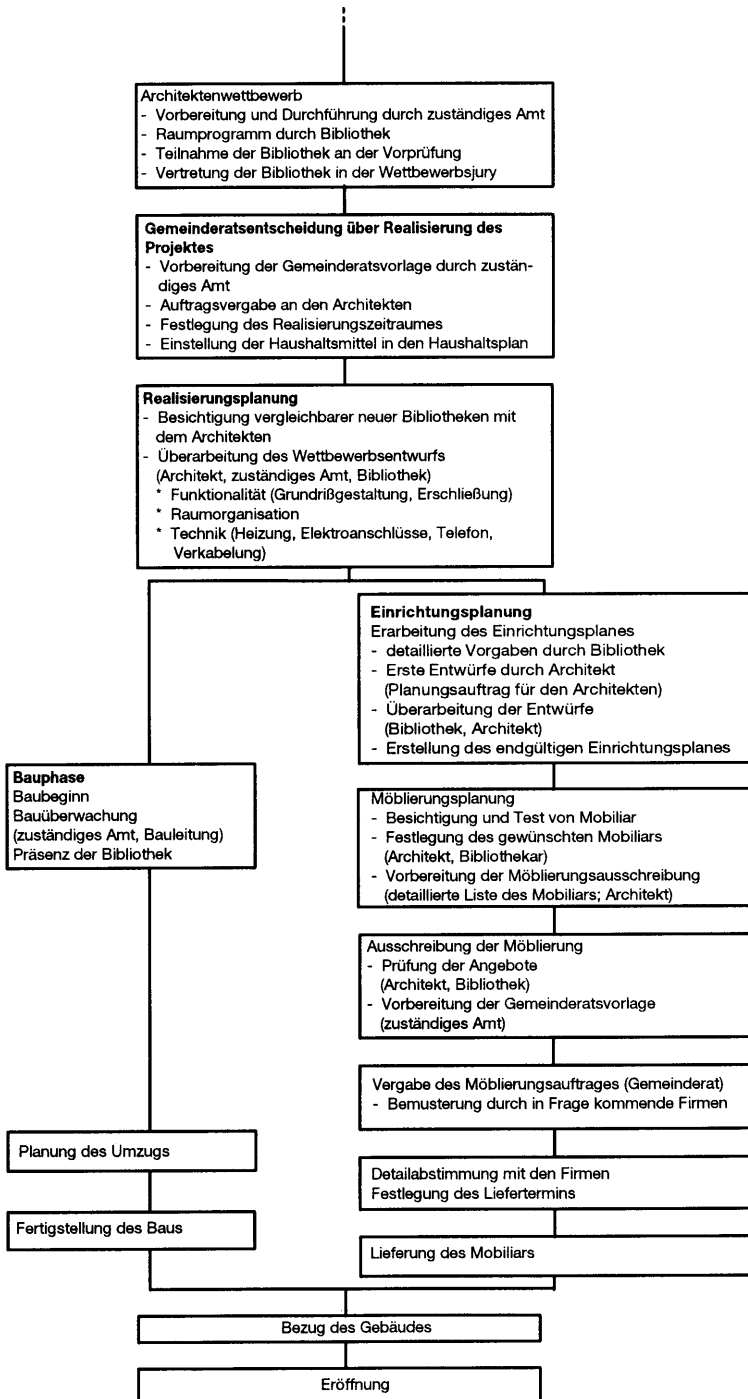 Architektenwettbewerb
- Vorbereitung und Durchführung durch zuständiges Amt
- Raumprogramm durch Bibliothek
- Teilnahme der Bibliothek an der Vorprüfung
- Vertretung der Bibliothek in der Wettbewerbsjury
Gemeinderatsentscheidung über Realisierung des
Projektes
- Vorbereitung der Gemeinderatsvorlage durch zustän-
diges Amt
- Auftragsvergabe an den Architekten
- Festlegung des Realisierungszeitraumes
- Einstellung der Haushaltsmittel in den Haushaltsplan
Realisierungsplanung
- Besichtigung vergleichbarer neuer Bibliotheken mit
dem Architekten
- Überarbeitung des Wettbewerbsentwurfs
(Architekt, zuständiges Amt, Bibliothek)
* Funktionalität (Grundrißgestaltung, Erschließung)
* Raumorganisation
* Technik (Heizung, Elektroanschlüsse, Telefon,
Verkabelung)
Bauphase
Baubeginn
Bauüberwachung
(zuständiges Amt, Bauleitung)
Präsenz der Bibliothek
Planung des Umzugs
Fertigstellung des Baus
Einrichtungsplanung
Erarbeitung des Einrichtungsplanes
- detaillierte Vorgaben durch Bibliothek
- Erste Entwürfe durch Architekt
(Planungsauftrag für den Architekten)
- Überarbeitung der Entwürfe
(Bibliothek, Architekt)
- Erstellung des endgültigen Einrichtungsplanes
Möblierungsplanung
- Besichtigung und Test von Mobiliar
- Festlegung des gewünschten Mobiliars
(Architekt, Bibliothekar)
- Vorbereitung der Möblierungsausschreibung
(detaillierte Liste des Mobiliars; Architekt)
Ausschreibung der Möblierung
- Prüfung der Angebote
(Architekt, Bibliothek)
- Vorbereitung der Gemeinderatsvorlage
(zuständiges Amt)
Vergabe des Möblierungsauftrages (Gemeinderat)
- Bemusterung durch in Frage kommende Firmen
Detailabstimmung mit den Firmen
Festlegung des Liefertermins
Lieferung des Mobiliars
Bezug des Gebäudes
Eröffnung